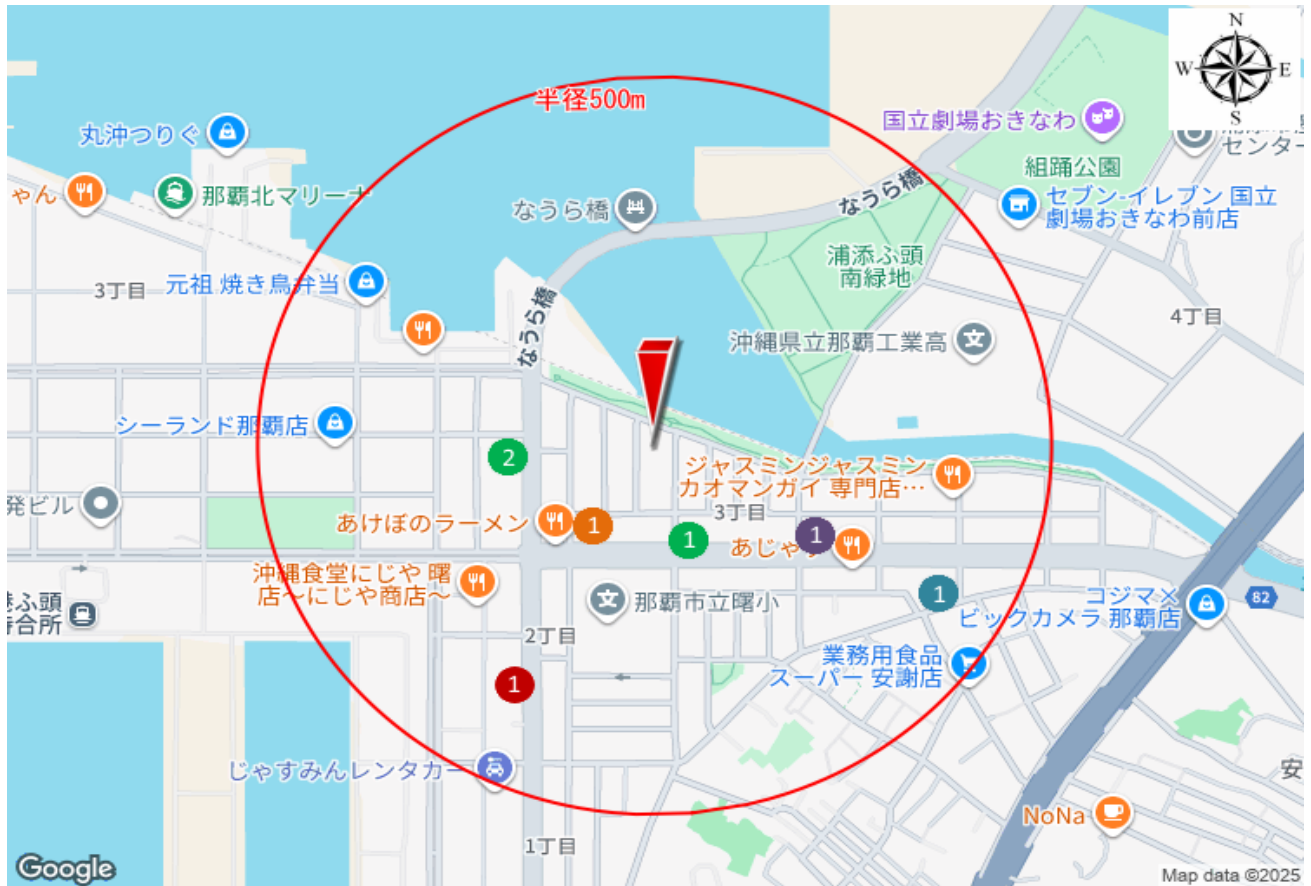 N
W
E
S
半径500m
丸沖つりぐ
国立劇場おきなわ
センター
組踊公園
ゃん
那覇北マリーナ
なうら橋
なうら橋
セブン-イレブン 国立
劇場おきなわ前店
浦添ふ頭
南緑地
3丁目
元祖 焼き鳥弁当
なうら橋
4丁目
沖縄県立那覇工業高
シーランド那覇店
2
ジャスミンジャスミン
カオマンガイ 専門店…
発ビル
あけぼのラーメン
1
3丁目
1
あじゃず
1
沖縄食堂にじや 曙
店~にじや商店~
ふ頭
待合所
那覇市立曙小
1
コジマ×
ビックカメラ 那覇店
82
2丁目
業務用食品
スーパー 安謝店
1
じゃすみんレンタカー
安
NoNa
1丁目
Google
Map data ©2025